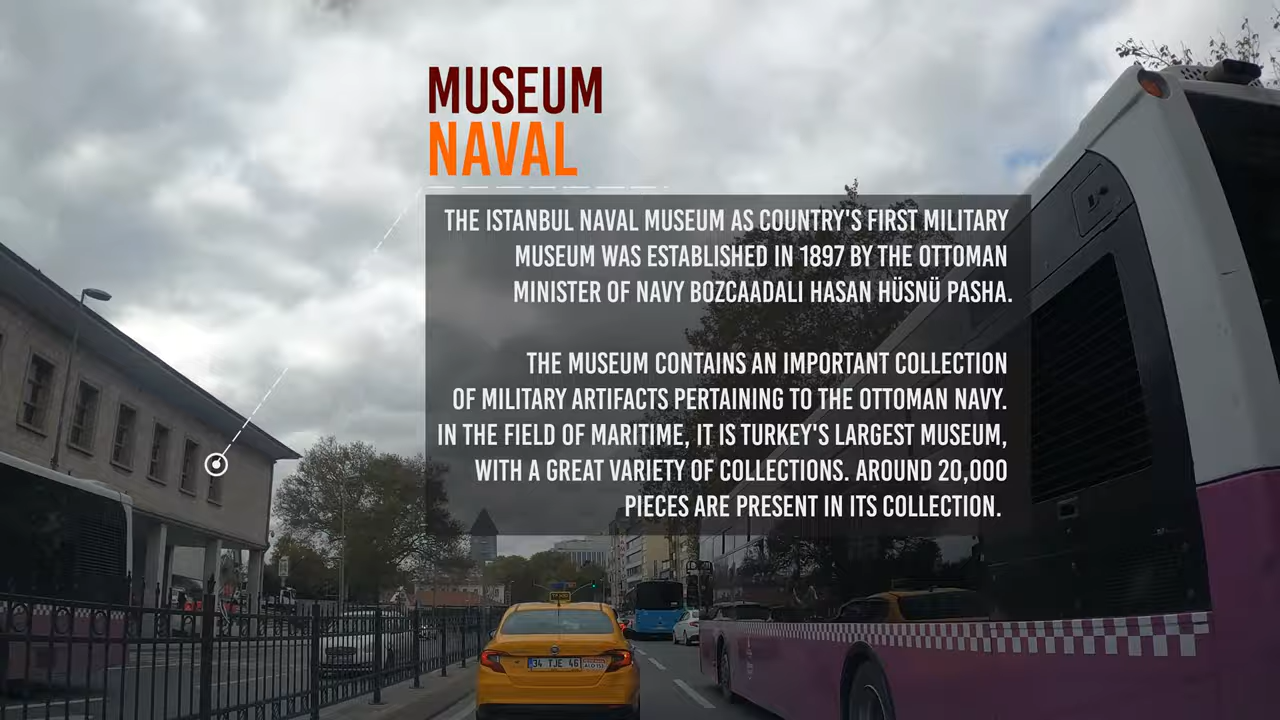 MUSEUM
NAVAL
THE ISTANBUL NAVAL MUSEUM AS COUNTRY'S FIRST MILITARY
MUSEUM WAS ESTABLISHED IN 1897 BY THE OTTOMAN
MINISTER OF NAVY BOZCAADALI HASAN HÜSNÜ PASHA.
THE MUSEUM CONTAINS AN IMPORTANT COLLECTION
OF MILITARY ARTIFACTS PERTAINING TO THE OTTOMAN NAVY.
IN THE FIELD OF MARITIME, IT IS TURKEY'S LARGEST MUSEUM,
WITH A GREAT VARIETY OF COLLECTIONS. AROUND 20,000
PIECES ARE PRESENT IN ITS COLLECTION.
34 TJE 46